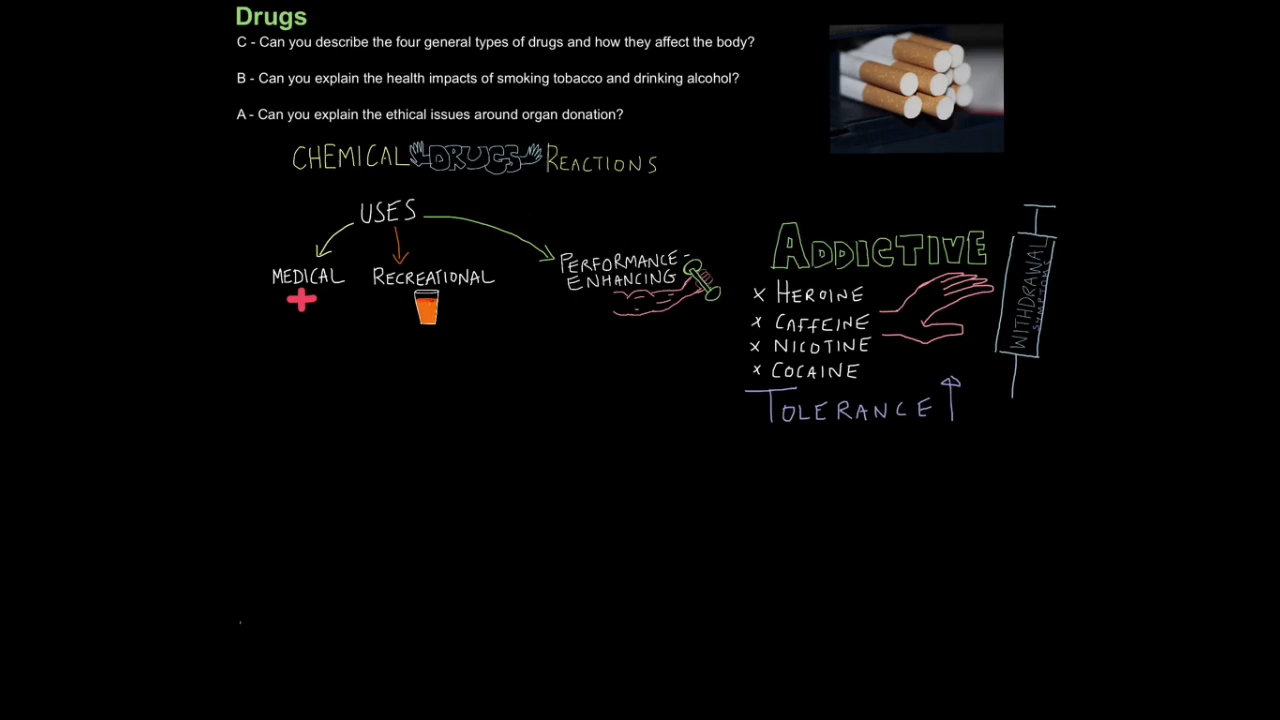 Drugs
C - Can you describe the four general types of drugs and how they affect the body?
B - Can you explain the health impacts of smoking tobacco and drinking alcohol?
A - Can you explain the ethical issues around organ donation?
CHEMICAL DRUGS REACTIONS
USES
MEDICAL
RECREATIONAL
PERFORMANCE-
ENHANCING
ADDICTIVE
x HEROINE
x CAFFEINE
x NICOTINE
x COCAINE
TOLERANCE
WITHDRAWAL
SYMPTOMS